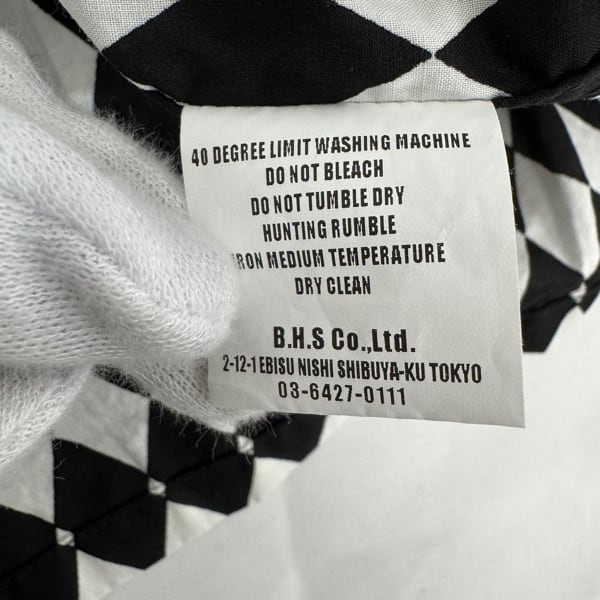 40 DEGREE LIMIT WASHING MACHINE
DO NOT BLEACH
DO NOT TUMBLE DRY
HUNTING RUMBLE
RON MEDIUM TEMPERATURE
DRY CLEAN
B.H.S Co.,Ltd.
2-12-1 EBISU NISHI SHIBUYA-KU TOKYO
03-6427-0111